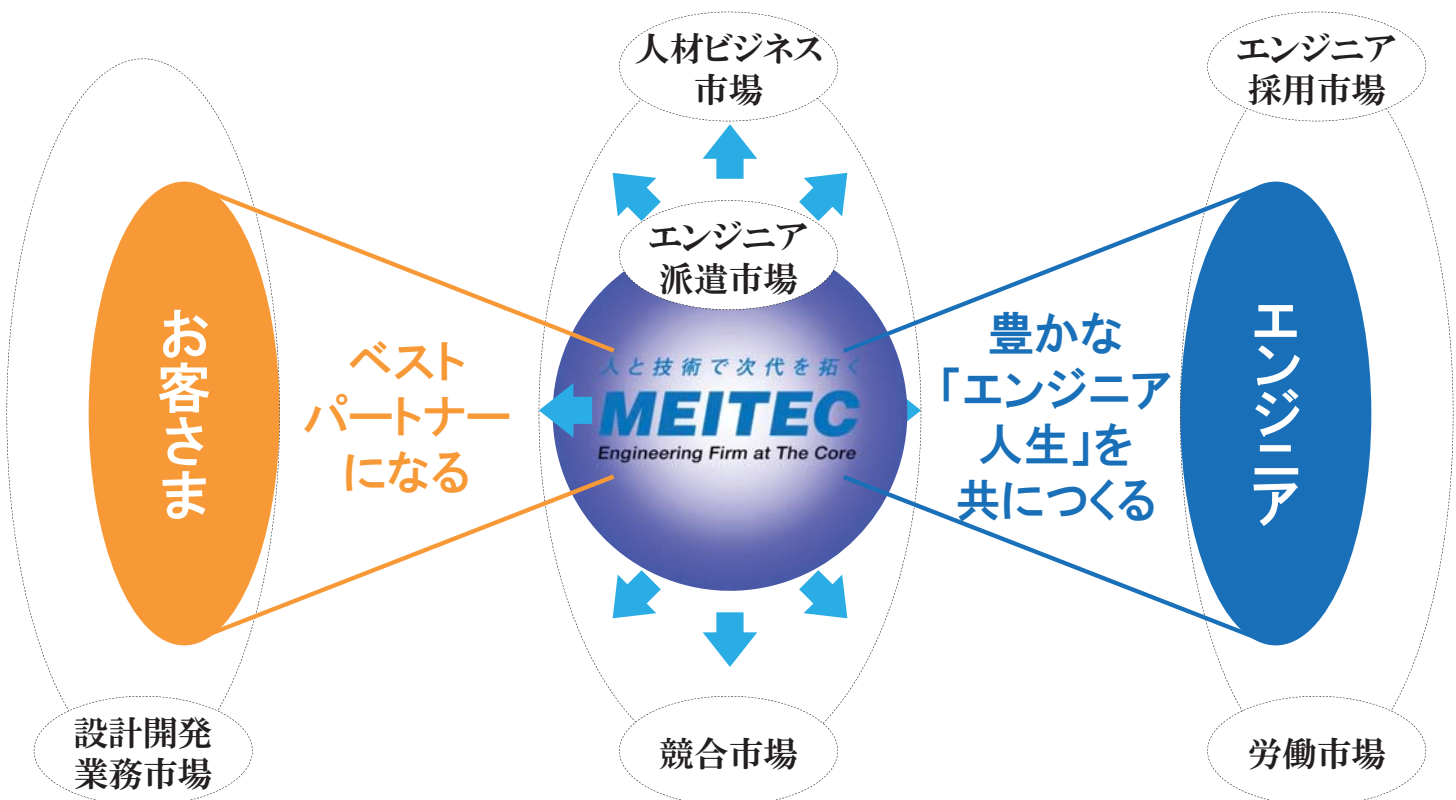 人材ビジネス
市場
エンジニア
採用市場
エンジニア
派遣市場
お客さま
ベスト
パートナー
になる
人と技術で次代を拓く
MEITEC
Engineering Firm at The Core
豊かな
「エンジニア
人生」を
共につくる
エンジニア
設計開発
業務市場
競合市場
労働市場